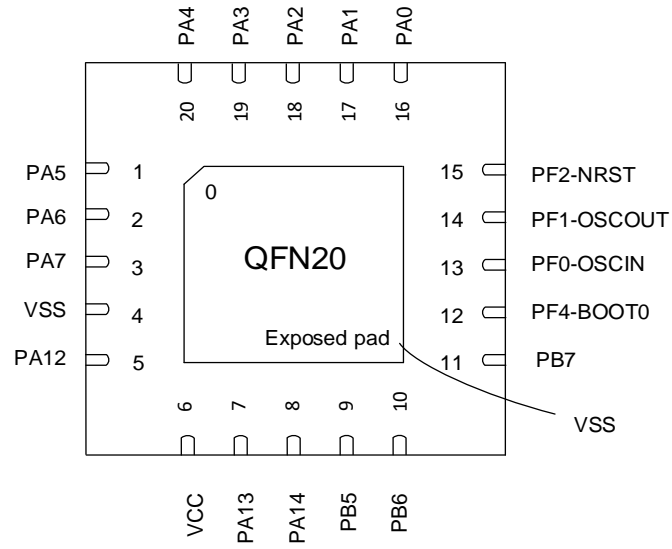 PA4
PA3
PA2
PA1
PA0
20
19
18
17
16
PA5
1
PA6
2
PA7
3
VSS
4
PA12
5
0
QFN20
Exposed pad
15
PF2-NRST
14
PF1-OSCOUT
13
PF0-OSCIN
12
PF4-BOOT0
11
PB7
VSS
6
7
8
9
10
VCC
PA13
PA14
PB5
PB6